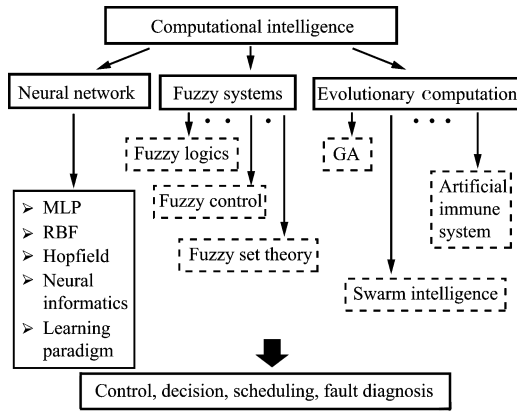 Computational intelligence
Neural network
Fuzzy systems
Evolutionary computation
Fuzzy logics
Fuzzy control
Fuzzy set theory
GA
Artificial
immune
system
Swarm intelligence
➢ MLP
➢ RBF
➢ Hopfield
➢ Neural
informatics
➢ Learning
paradigm
Control, decision, scheduling, fault diagnosis